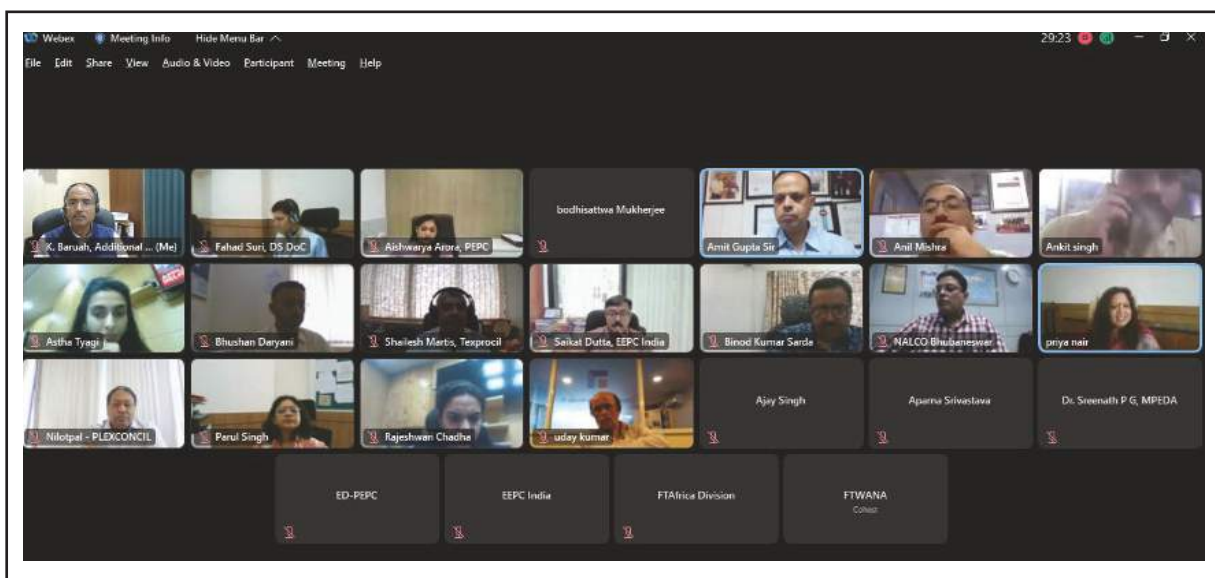 Webex Meeting Info Hide Menu Bar 29:23
File Edit Share View Audio & Video Participant Meeting Help
K. Baruah, Additional ... (Me) Fahad Suri, DS DoC Aishwarya Arora, PEPC bodhisattwa Mukherjee Amit Gupta Sir Anil Mishra Ankit singh
Astha Tyagi Bhushan Daryani Shailesh Martis, Texprocil Saikat Dutta, EEPC India Binod Kumar Sarda NALCO Bhubaneswar priya nair
Nilotpal - PLEXCONCIL Parul Singh Rajeshwari Chadha uday kumar Ajay Singh Aparna Srivastava Dr. Sreenath P G, MPEDA
ED-PEPC EEPC India FTAfrica Division FTWANA
Cohost